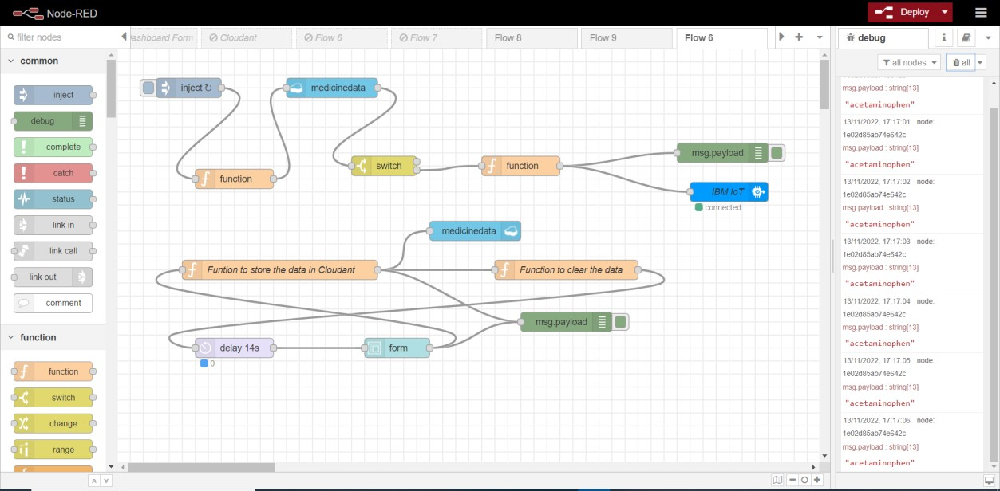 Node-RED
Deploy
filter nodes
ashboard Form
Cloudant
Flow 6
Flow 7
Flow 8
Flow 9
Flow 6
debug
i
common
all nodes
all
inject
debug
complete
catch
status
link in
link call
link out
comment
function
function
switch
change
range
inject ↻
medicinedata
function
switch
function
msg.payload
IBM IoT
connected
medicinedata
Funtion to store the data in Cloudant
Function to clear the data
msg.payload
delay 14s
0
form
msg.payload : string[13]
"acetaminophen"
13/11/2022, 17:17:01 node:
1e02d85ab74e642c
msg.payload : string[13]
"acetaminophen"
13/11/2022, 17:17:02 node:
1e02d85ab74e642c
msg.payload : string[13]
"acetaminophen"
13/11/2022, 17:17:03 node:
1e02d85ab74e642c
msg.payload : string[13]
"acetaminophen"
13/11/2022, 17:17:04 node:
1e02d85ab74e642c
msg.payload : string[13]
"acetaminophen"
13/11/2022, 17:17:05 node:
1e02d85ab74e642c
msg.payload : string[13]
"acetaminophen"
13/11/2022, 17:17:06 node:
1e02d85ab74e642c
msg.payload : string[13]
"acetaminophen"